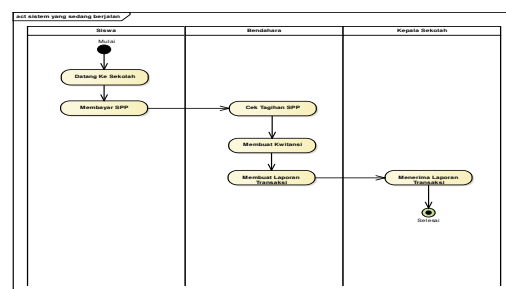 act sistem yang sedang berjalan
Siswa
Bendahara
Kepala Sekolah
Mulai
Datang Ke Sekolah
Membayar SPP
Cek Tagihan SPP
Membuat Kwitansi
Membuat Laporan
Transaksi
Menerima Laporan
Transaksi
Selesai